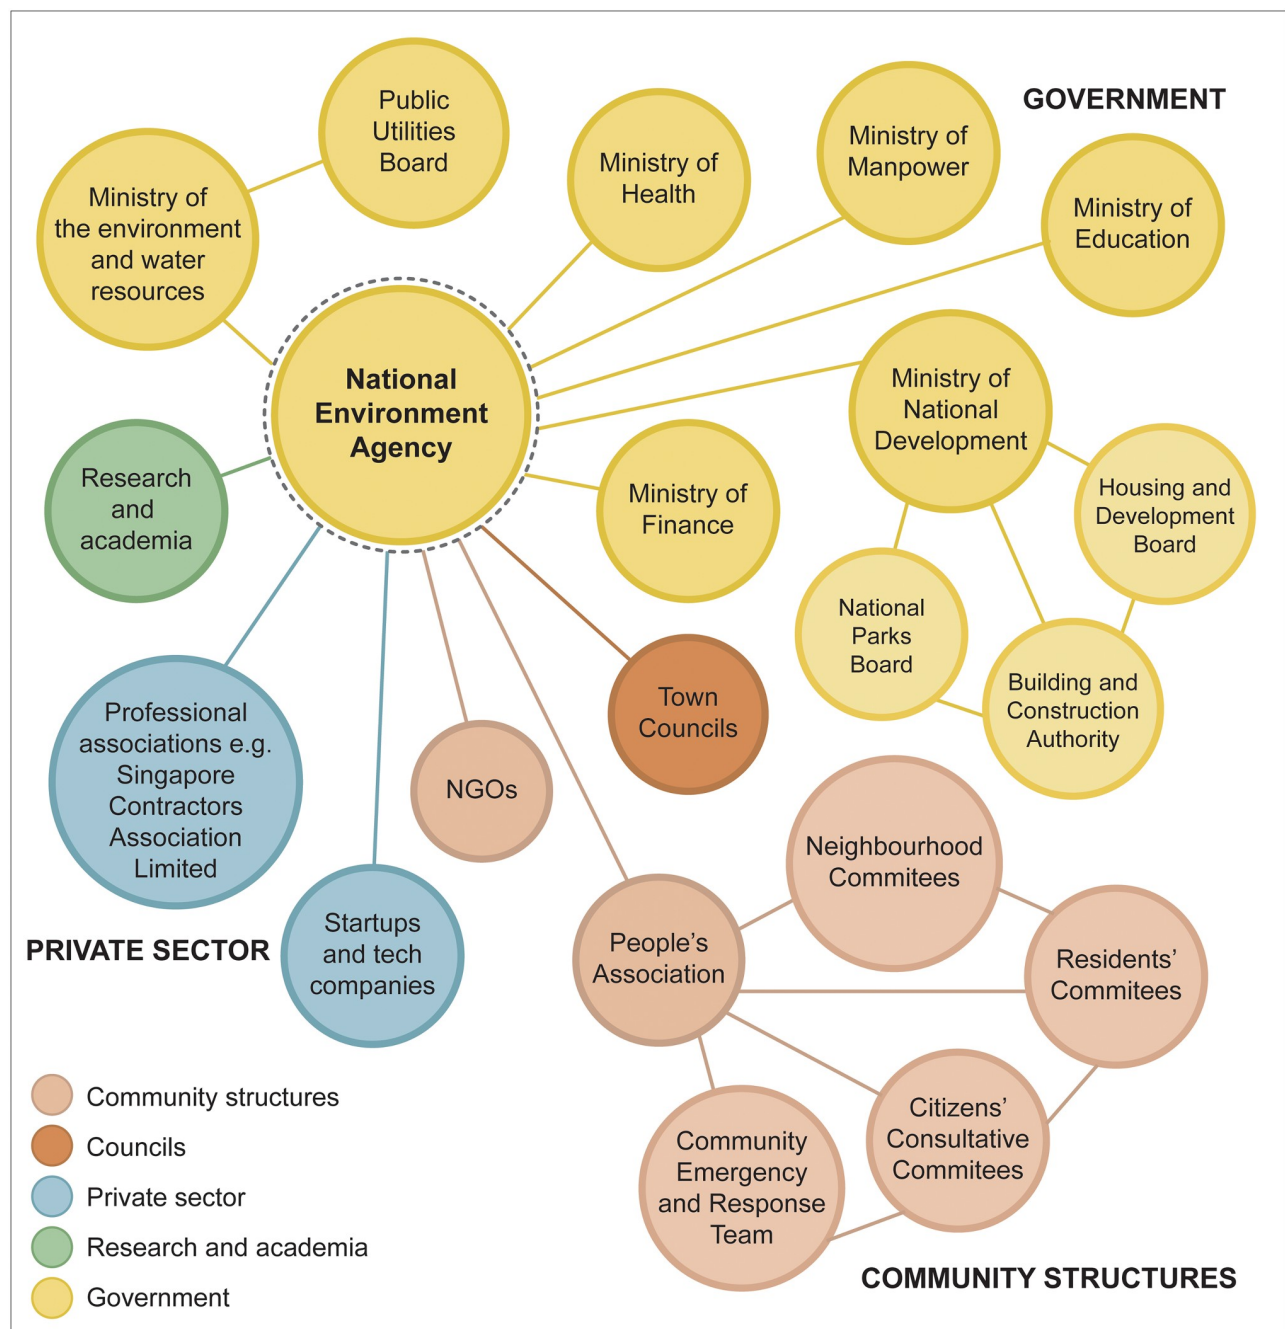 GOVERNMENT
Public
Utilities
Board
Ministry of
the environment
and water
resources
Ministry of
Health
Ministry of
Manpower
Ministry of
Education
National
Environment
Agency
Ministry of
National
Development
Research
and
academia
Ministry of
Finance
Housing and
Development
Board
National
Parks
Board
Building and
Construction
Authority
Town
Councils
Professional
associations e.g.
Singapore
Contractors
Association
Limited
NGOs
PRIVATE SECTOR
Startups
and tech
companies
People’s
Association
Neighbourhood
Commitees
Residents’
Commitees
Citizens’
Consultative
Commitees
Community
Emergency
and Response
Team
COMMUNITY STRUCTURES
Community structures
Councils
Private sector
Research and academia
Government